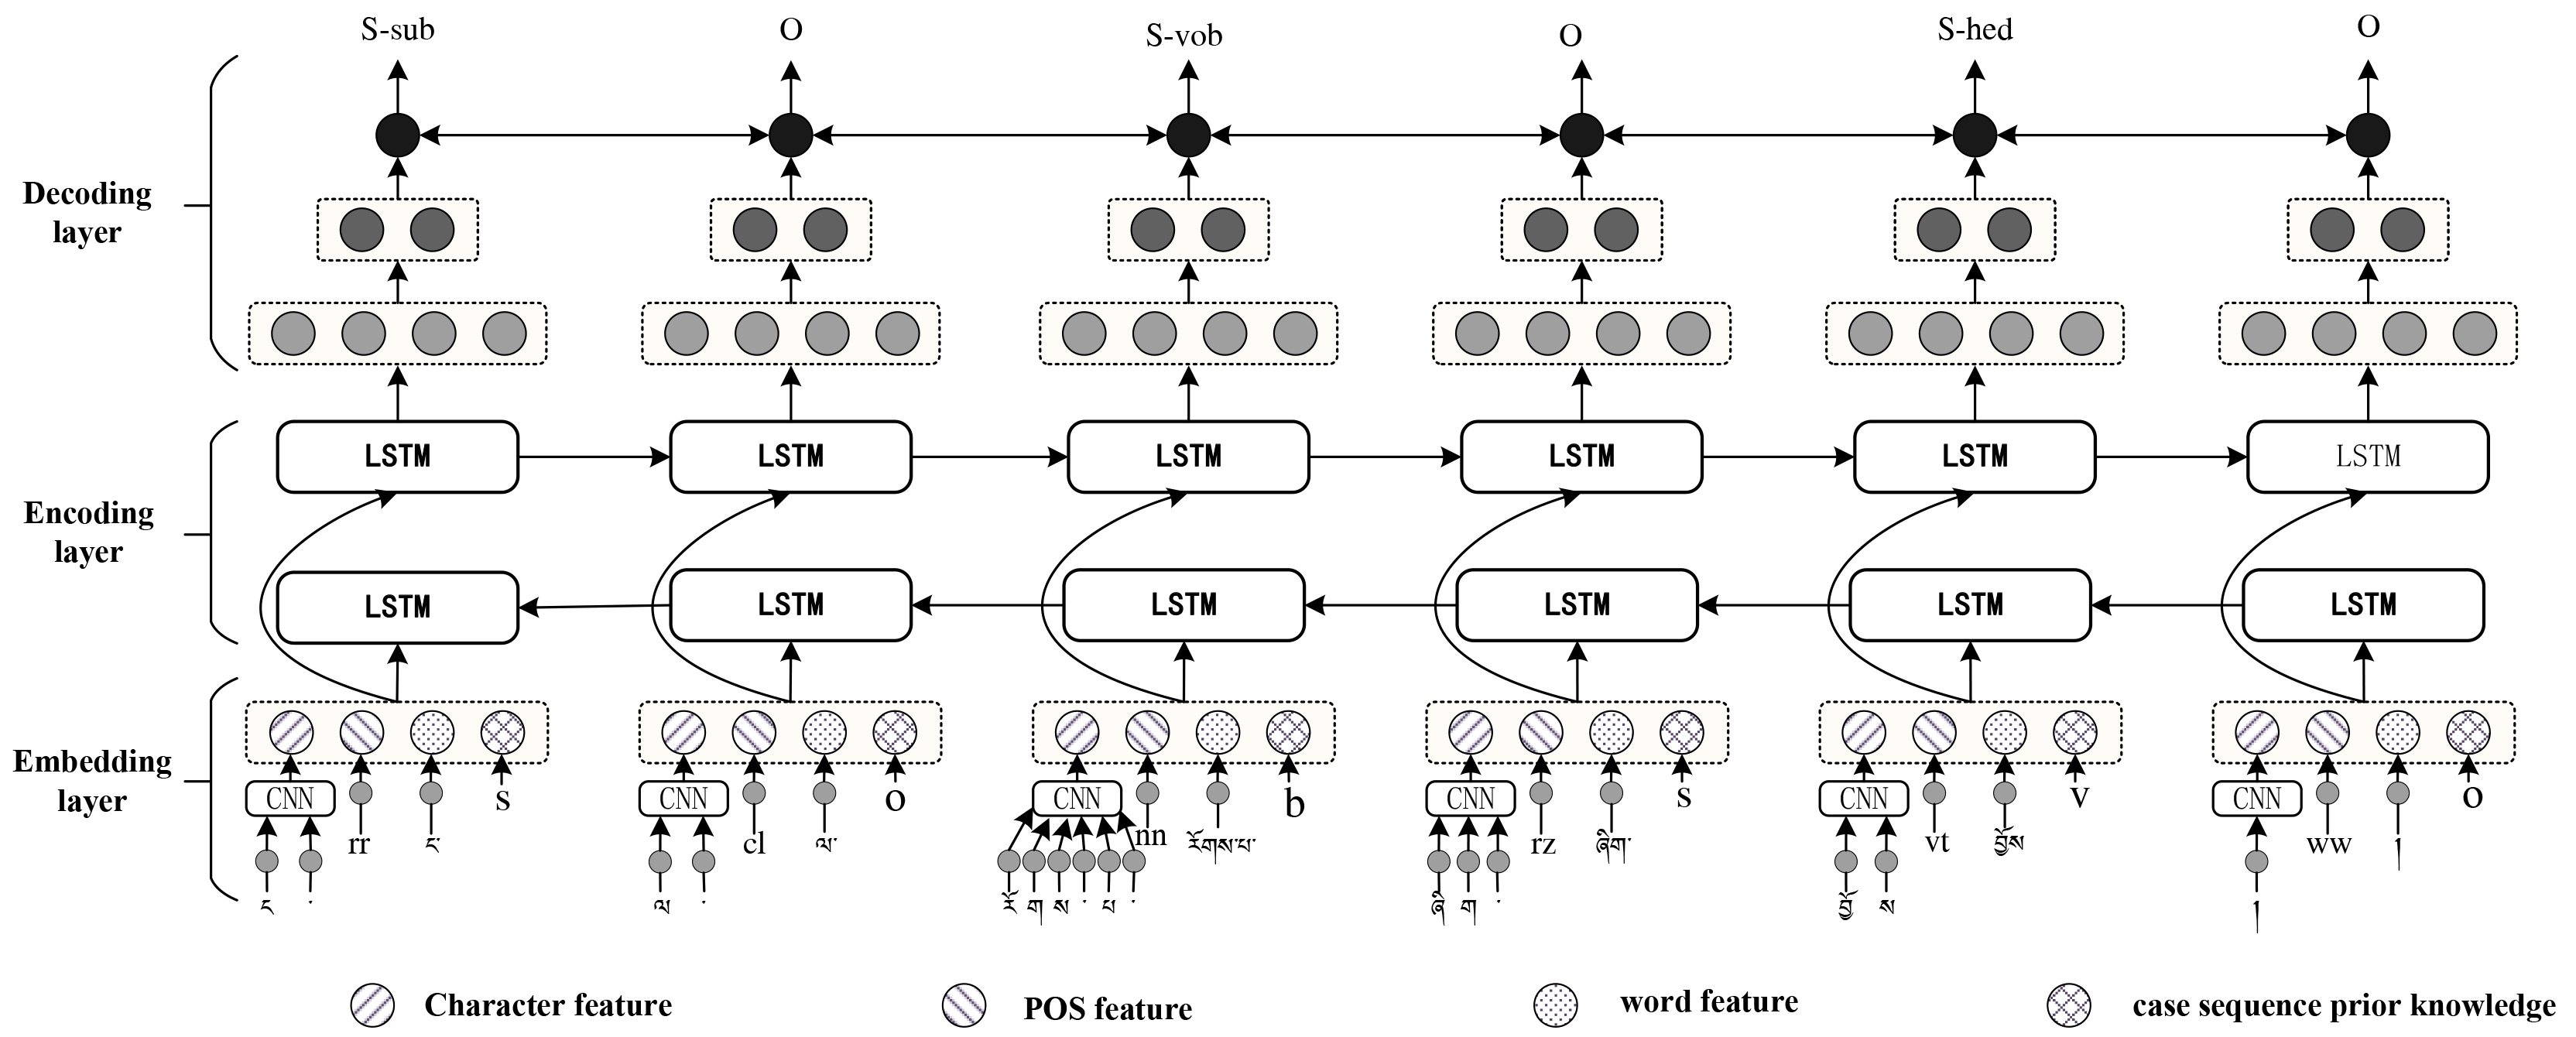 S-sub O S-vob O S-hed O
Decoding
layer
LSTM LSTM LSTM LSTM LSTM LSTM
Encoding
layer
LSTM LSTM LSTM LSTM LSTM LSTM
Embedding
layer
CNN s CNN o CNN b CNN s CNN v CNN o
rr ང་ cl ལ་ nn རོགས་པ་ rz ཞིག་ vt བྱོས ww །
ང ་ ལ ་ རོ ག ས ་ པ ་ ཞི ག ་ བྱོ ས །
Character feature POS feature word feature case sequence prior knowledge